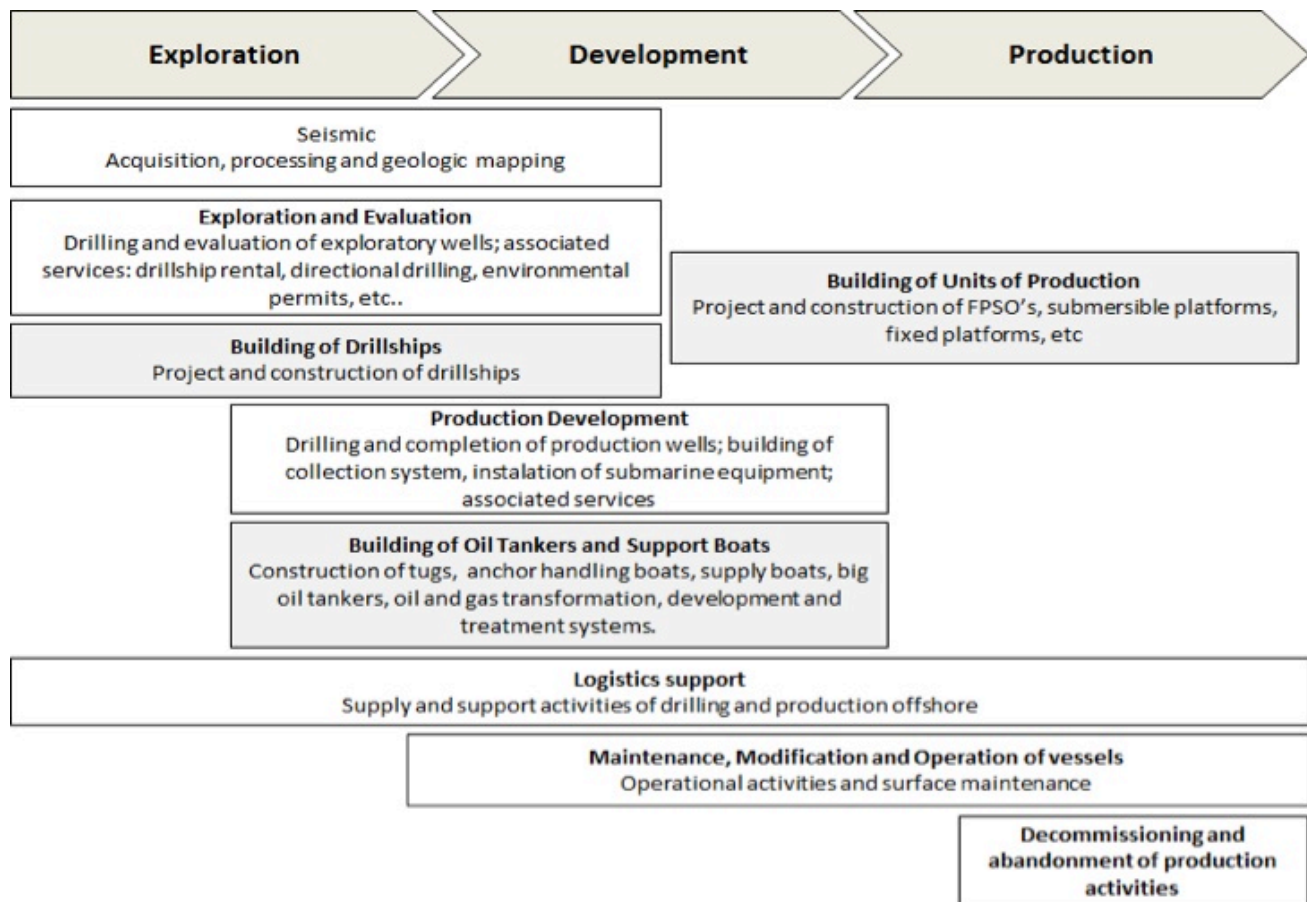 Exploration
Development
Production
Seismic
Acquisition, processing and geologic mapping
Exploration and Evaluation
Drilling and evaluation of exploratory wells; associated
services: drillship rental, directional drilling, environmental
permits, etc..
Building of Units of Production
Project and construction of FPSO's, submersible platforms,
fixed platforms, etc
Building of Drillships
Project and construction of drillships
Production Development
Drilling and completion of production wells; building of
collection system, instalation of submarine equipment;
associated services
Building of Oil Tankers and Support Boats
Construction of tugs, anchor handling boats, supply boats, big
oil tankers, oil and gas transformation, development and
treatment systems.
Logistics support
Supply and support activities of drilling and production offshore
Maintenance, Modification and Operation of vessels
Operational activities and surface maintenance
Decommissioning and
abandonment of production
activities